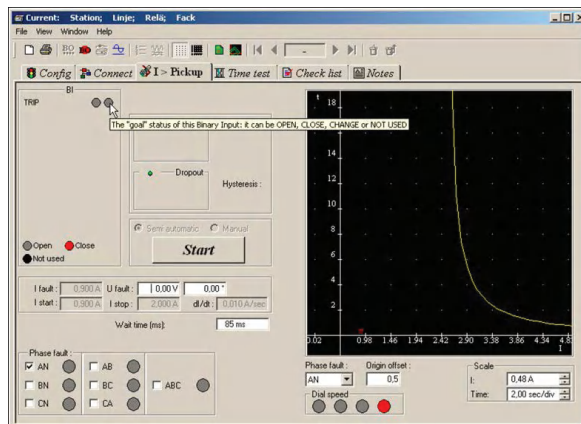 Current: Station; Linje; Relä; Fack
File View Window Help
Config Connect I > Pickup Time test Check list Notes
BI
TRIP
The "goal" status of this Binary Input: it can be OPEN, CLOSE, CHANGE or NOT USED
Dropout
Hysteresis :
Open Close
Not used
Semi automatic Manual
Start
I fault : 0,900 A U fault : 0,00 V 0,00 °
I start : 0,900 A I stop : 2,000 A dI/dt : 0,010 A/sec
Wait time (ms): 85 ms
Phase fault :
AN AB
BN BC ABC
CN CA
t 18
14
12
10
8
6
4
2
0.02 0.98 1.46 1.94 2.42 2.90 3.38 3.86 4.34 4.8
I
Phase fault : Origin offset :
AN 0,5
Dial speed
Scale
I: 0,48 A
Time: 2,00 sec/div